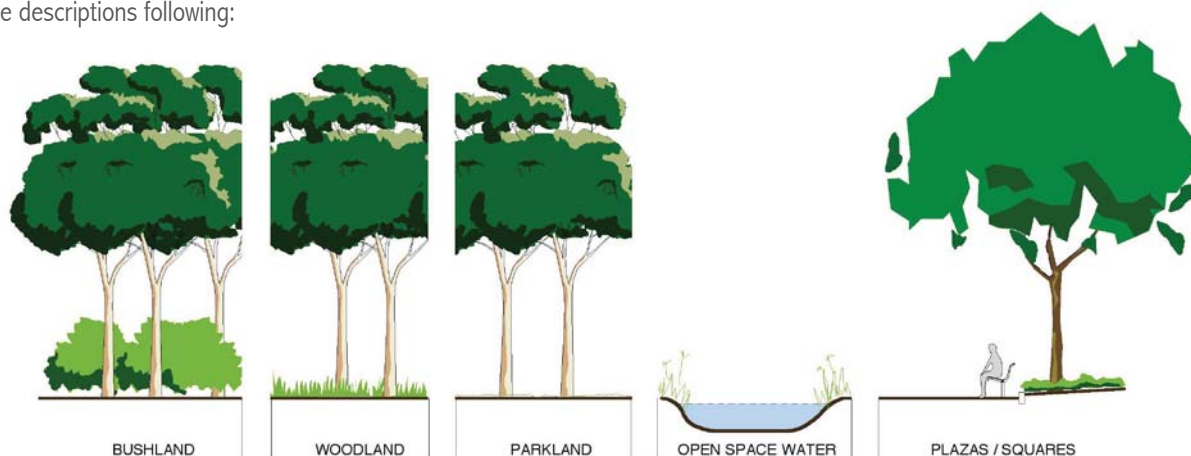 e descriptions following:
BUSHLAND
WOODLAND
PARKLAND
OPEN SPACE WATER
PLAZAS / SQUARES